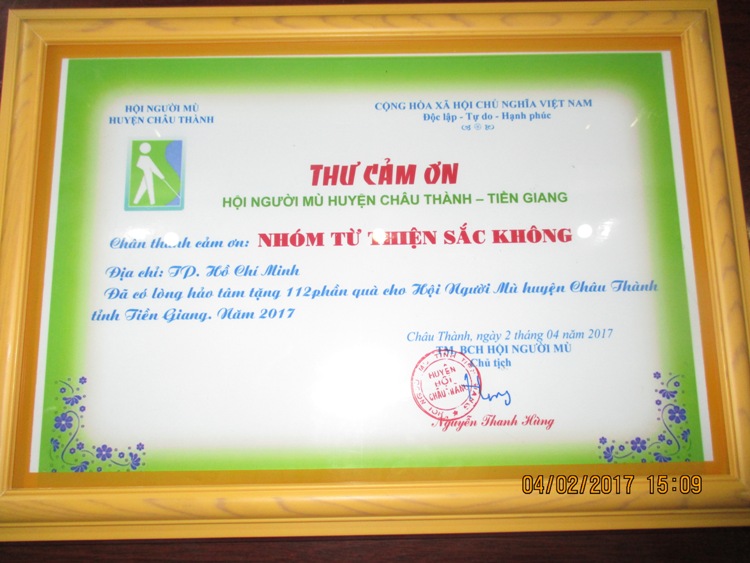 HỘI NGƯỜI MÙ
HUYỆN CHÂU THÀNH
CỘNG HÒA XÃ HỘI CHỦ NGHĨA VIỆT NAM
Độc lập - Tự do - Hạnh phúc
THƯ CẢM ƠN
HỘI NGƯỜI MÙ HUYỆN CHÂU THÀNH – TIỀN GIANG
Chân thành cảm ơn: NHÓM TỪ THIỆN SẮC KHÔNG
Địa chỉ: TP. Hồ Chí Minh
Đã có lòng hảo tâm tặng 112phần quà cho Hội Người Mù huyện Châu Thành
tỉnh Tiền Giang. Năm 2017
Châu Thành, ngày 2 tháng 04 năm 2017
TM. BCH HỘI NGƯỜI MÙ
Chủ tịch
HUYỆN
HỘI
CHÂU THÀNH
Nguyễn Thanh Hùng
04/02/2017 15:09